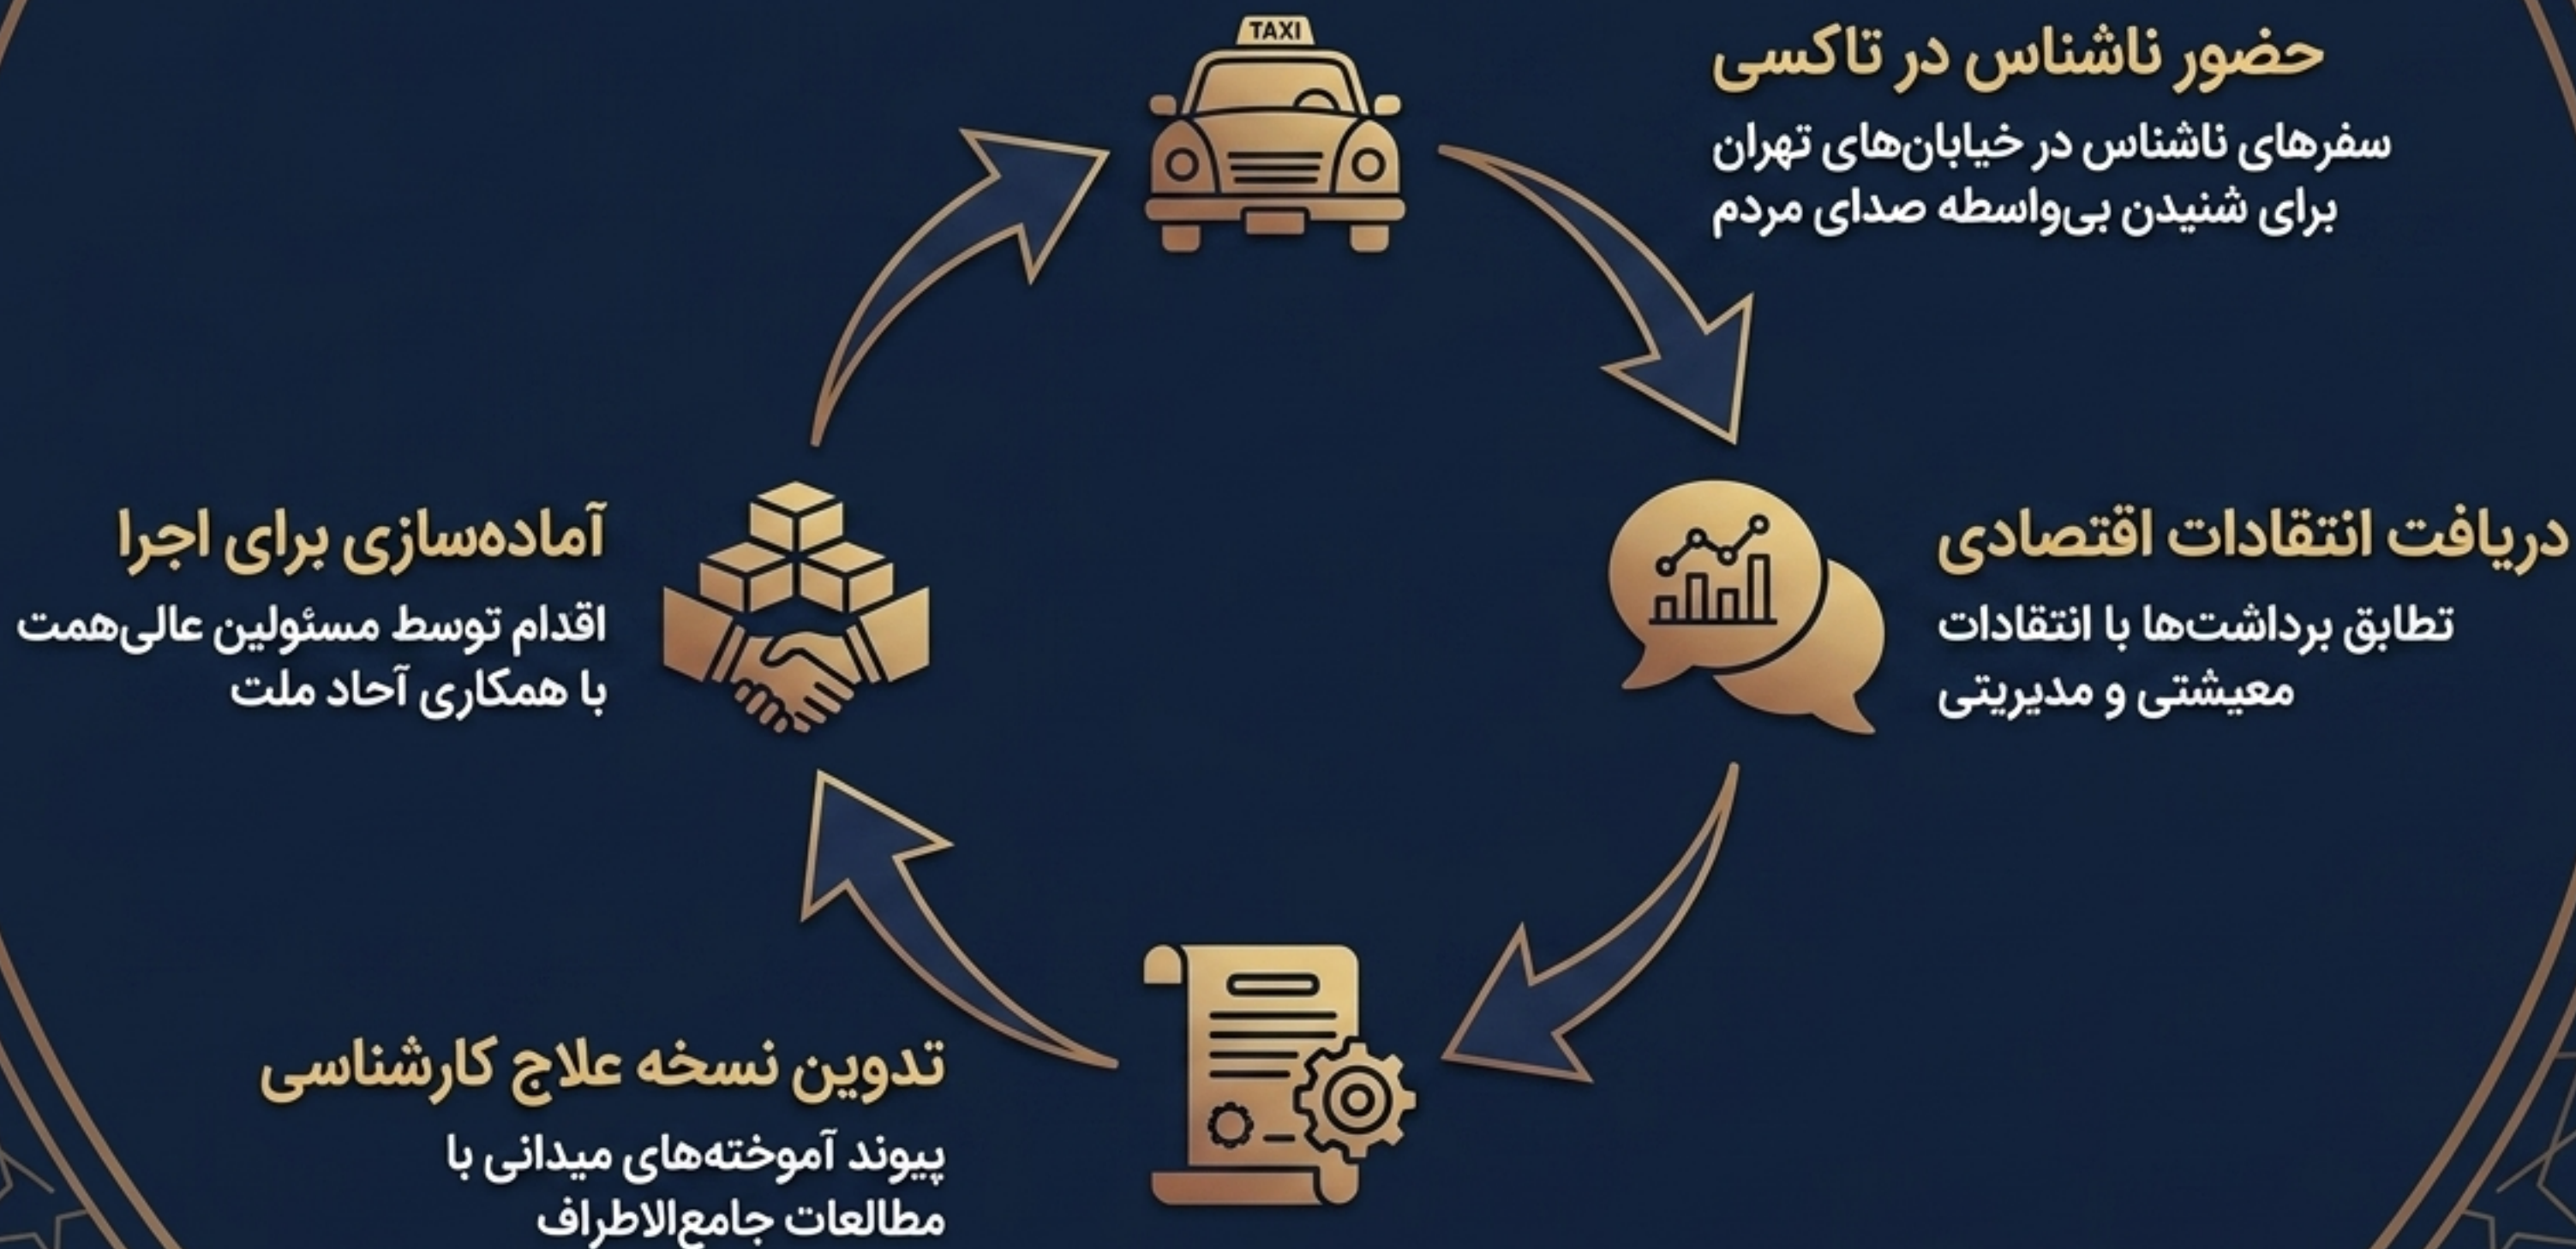 TAXI
حضور ناشناس در تاکسی
سفرهای ناشناس در خیابان‌های تهران
برای شنیدن بی‌واسطه صدای مردم
دریافت انتقادات اقتصادی
تطابق برداشت‌ها با انتقادات
معیشتی و مدیریتی
تدوین نسخه علاج کارشناسی
پیوند آموخته‌های میدانی با
مطالعات جامع‌الاطراف
آماده‌سازی برای اجرا
اقدام توسط مسئولین عالی‌همت
با همکاری آحاد ملت